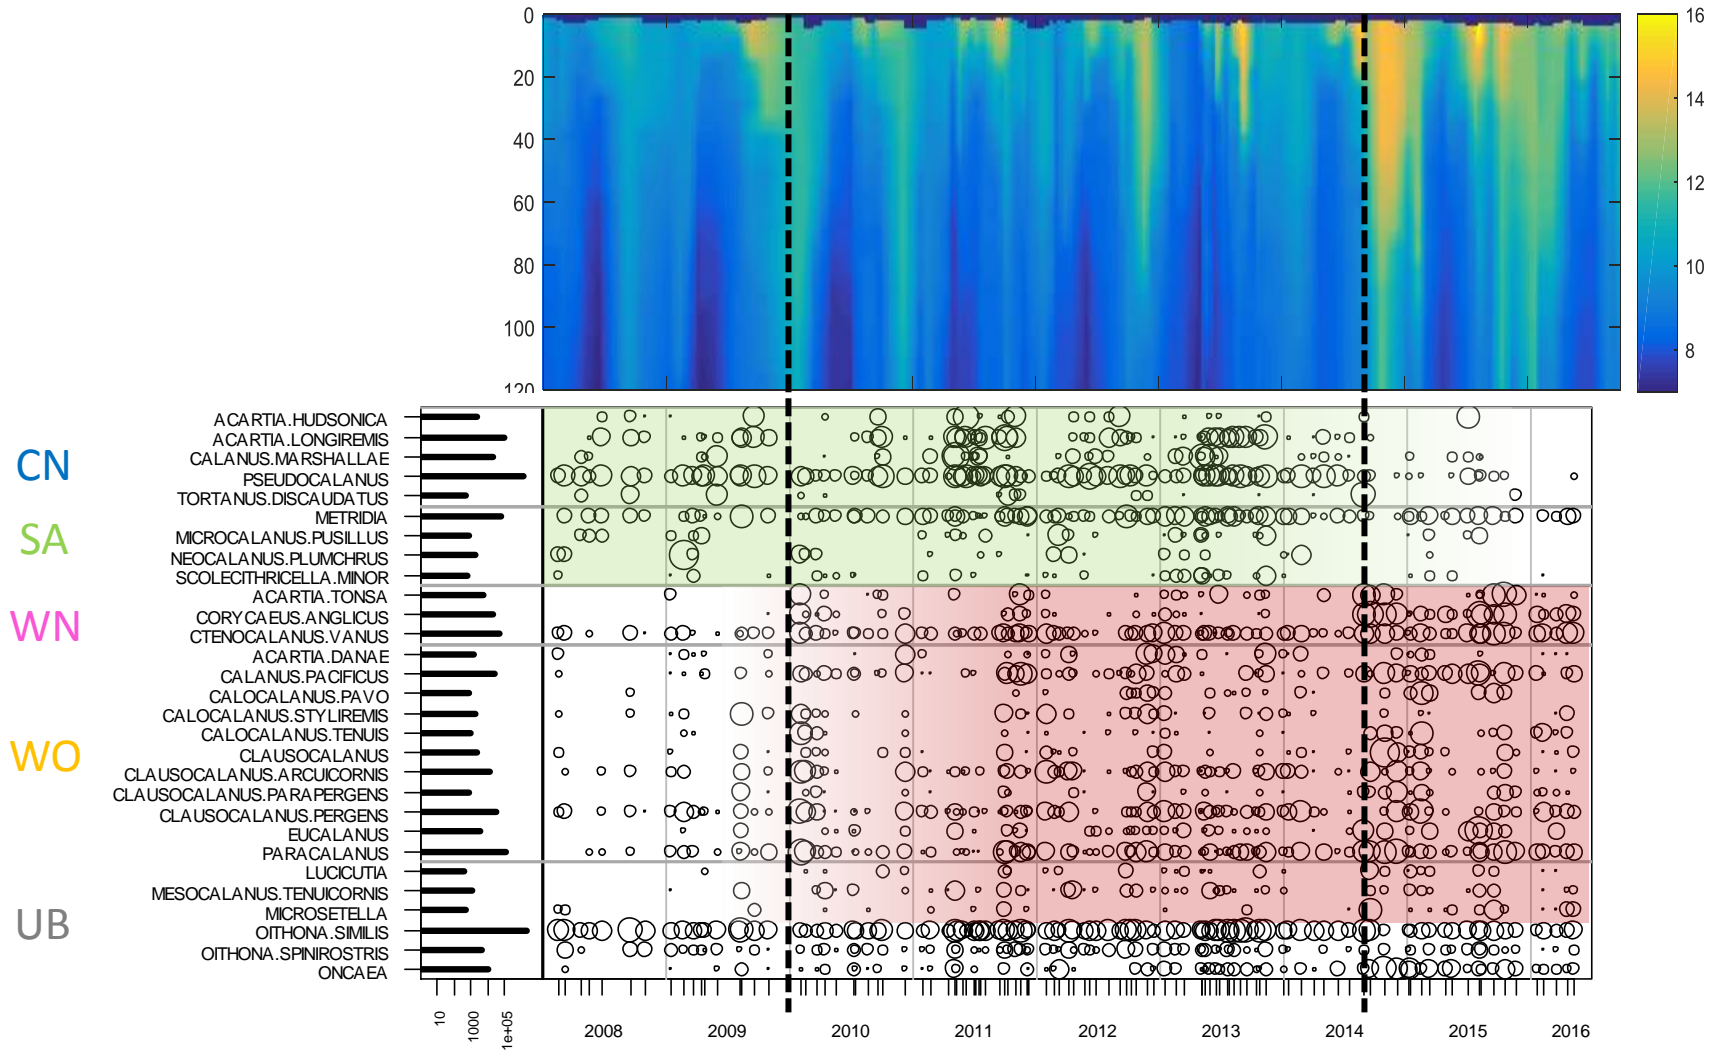 0
20
40
60
80
100
120
16
14
12
10
8
CN
SA
WN
WO
UB
ACARTIA.HUDSONICA
ACARTIA.LONGIREMIS
CALANUS.MARSHALLAE
PSEUDOCALANUS
TORTANUS.DISCAUDATUS
METRIDIA
MICROCALANUS.PUSILLUS
NEOCALANUS.PLUMCHRUS
SCOLECITHRICELLA.MINOR
ACARTIA.TONSA
CORYCAEUS.ANGLICUS
CTENOCALANUS.VANUS
ACARTIA.DANAE
CALANUS.PACIFICUS
CALOCALANUS.PAVO
CALOCALANUS.STYLIREMIS
CALOCALANUS.TENUIS
CLAUSOCALANUS
CLAUSOCALANUS.ARCUICORNIS
CLAUSOCALANUS.PARAPERGENS
CLAUSOCALANUS.PERGENS
EUCALANUS
PARACALANUS
LUCICUTIA
MESOCALANUS.TENUICORNIS
MICROSETELLA
OITHONA.SIMILIS
OITHONA.SPINIROSTRIS
ONCAEA
10
1000
1e+05
2008 2009 2010 2011 2012 2013 2014 2015 2016